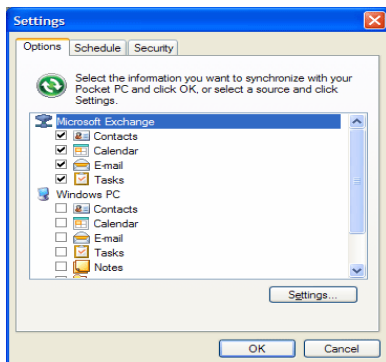 Settings
Options Schedule Security
Select the information you want to synchronize with your
Pocket PC and click OK, or select a source and click
Settings.
Microsoft Exchange
Contacts
Calendar
E-mail
Tasks
Windows PC
Contacts
Calendar
E-mail
Tasks
Notes
Settings...
OK Cancel